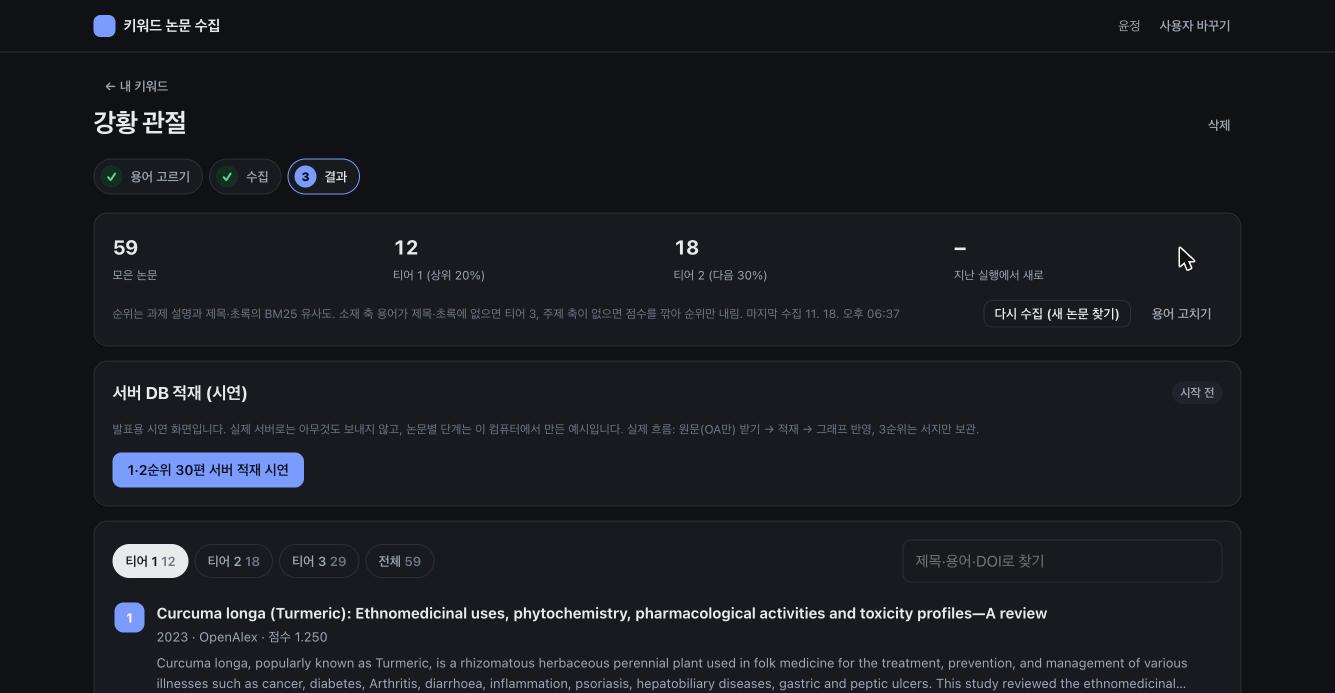 키워드 논문 수집
윤정 사용자 바꾸기
← 내 키워드
강황 관절
삭제
용어 고르기 수집 3 결과
59 12 18 –
모은 논문 티어 1 (상위 20%) 티어 2 (다음 30%) 지난 실행에서 새로
순위는 과제 설명과 제목·초록의 BM25 유사도. 소재 축 용어가 제목·초록에 없으면 티어 3, 주제 축이 없으면 점수를 깎아 순위만 내림. 마지막 수집 11. 18. 오후 06:37 다시 수집 (새 논문 찾기) 용어 고치기
서버 DB 적재 (시연) 시작 전
발표용 시연 화면입니다. 실제 서버로는 아무것도 보내지 않고, 논문별 단계는 이 컴퓨터에서 만든 예시입니다. 실제 흐름: 원문(OA만) 받기 → 적재 → 그래프 반영, 3순위는 서지만 보관.
1·2순위 30편 서버 적재 시연
티어 1 12 티어 2 18 티어 3 29 전체 59 제목·용어·DOI로 찾기
1 Curcuma longa (Turmeric): Ethnomedicinal uses, phytochemistry, pharmacological activities and toxicity profiles—A review
2023 · OpenAlex · 점수 1.250
Curcuma longa, popularly known as Turmeric, is a rhizomatous herbaceous perennial plant used in folk medicine for the treatment, prevention, and management of various
illnesses such as cancer, diabetes, Arthritis, diarrhoea, inflammation, psoriasis, hepatobiliary diseases, gastric and peptic ulcers. This study reviewed the ethnomedicinal…